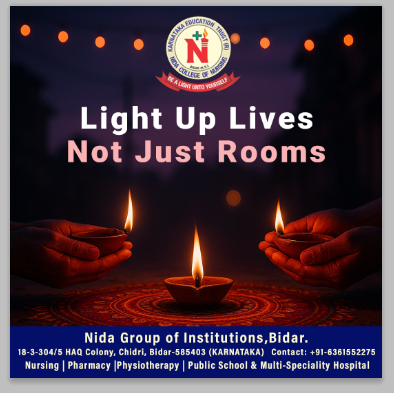 KARNATAKA EDUCATION TRUST (R)
N
NIDA COLLEGE OF NURSING
BE A LIGHT UNTO YOURSELF
Light Up Lives
Not Just Rooms
Nida Group of Institutions,Bidar.
18-3-304/5 HAQ Colony, Chidri, Bidar-585403 (KARNATAKA) Contact: +91-6361552275
Nursing | Pharmacy |Physiotherapy | Public School & Multi-Speciality Hospital